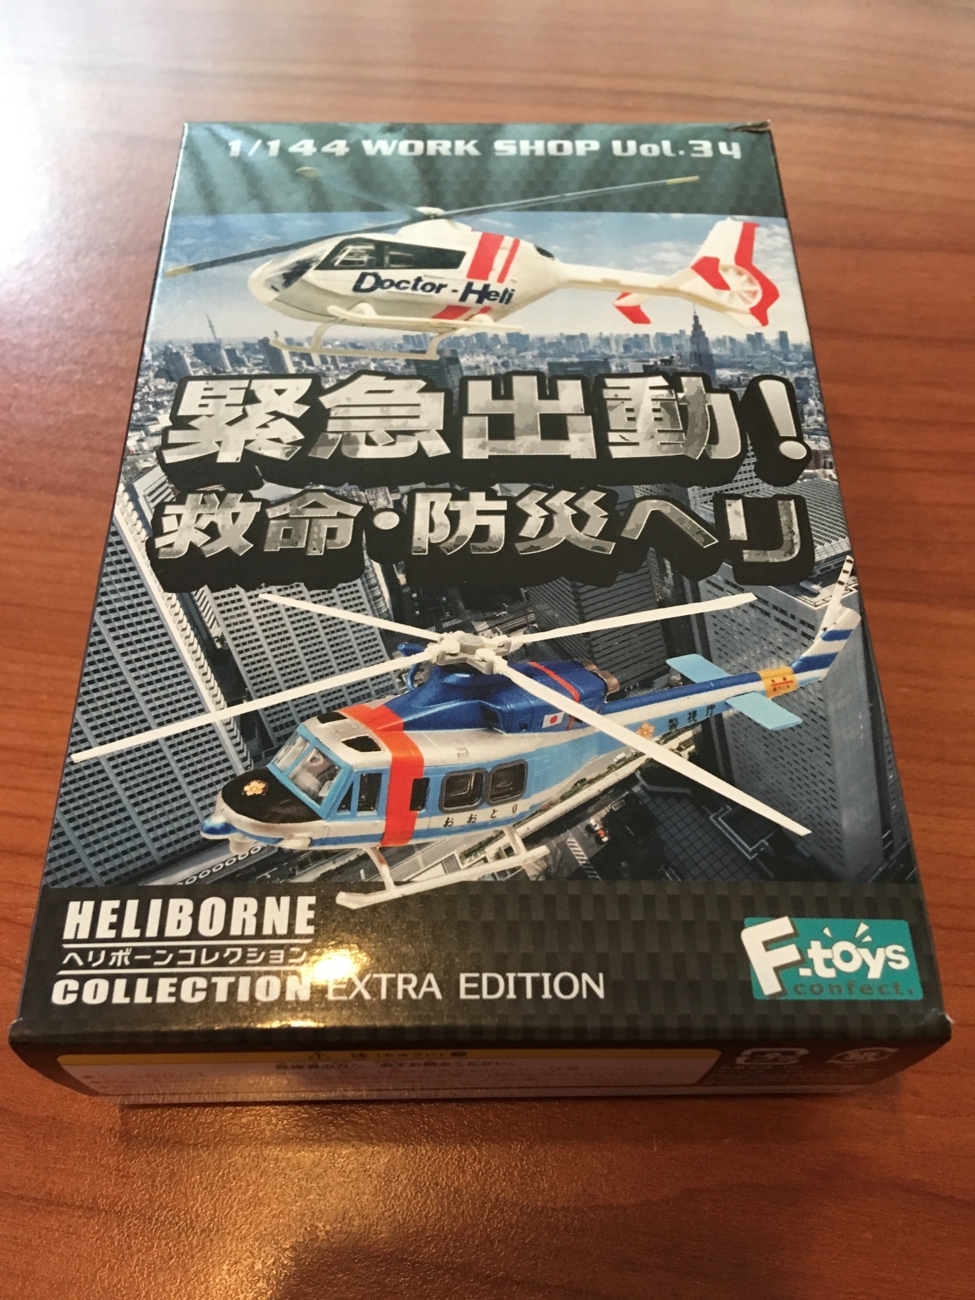 1/144 WORK SHOP Vol.34
Doctor-Heli
緊急出動!
救命・防災ヘリ
警視庁
おおとり
HELIBORNE
ヘリボーンコレクション
COLLECTION EXTRA EDITION
F-toys
confect.